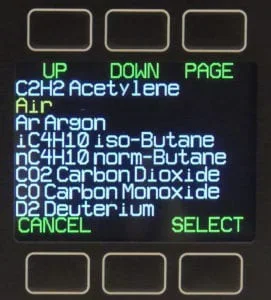 UP DOWN PAGE
C2H2 Acetylene
Air
Ar Argon
iC4H10 iso-Butane
nC4H10 norm-Butane
CO2 Carbon Dioxide
CO Carbon Monoxide
D2 Deuterium
CANCEL SELECT